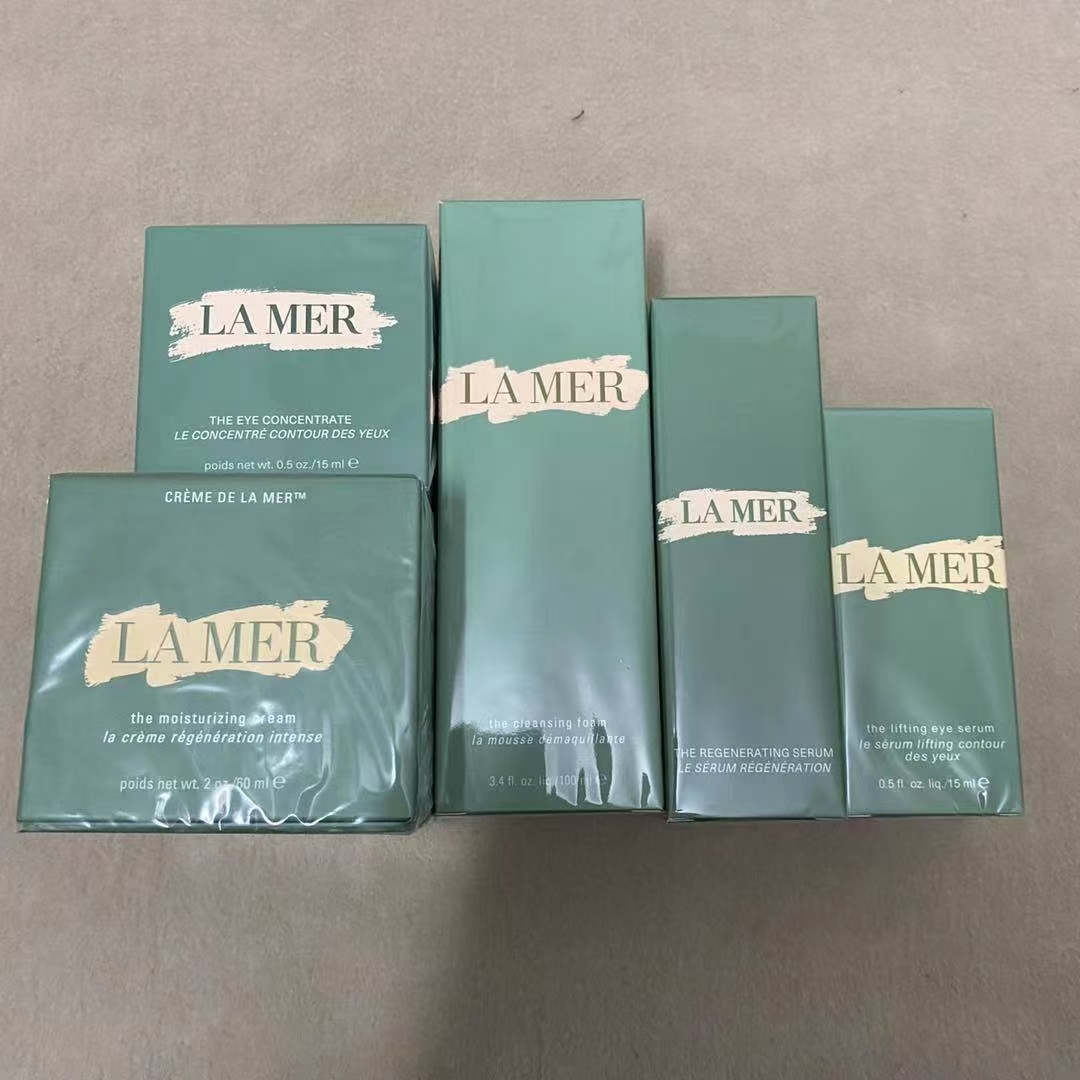 LA MER
THE EYE CONCENTRATE
LE CONCENTRÉ CONTOUR DES YEUX
poids net wt. 0.5 oz./15 ml ℮
CRÈME DE LA MER™
LA MER
the moisturizing cream
la crème régénération intense
poids net wt. 2 oz./60 ml ℮
LA MER
the cleansing foam
la mousse démaquillante
3.4 fl. oz. liq./100 ml ℮
LA MER
THE REGENERATING SERUM
LE SÉRUM RÉGÉNÉRATION
LA MER
the lifting eye serum
le sérum lifting contour
des yeux
0.5 fl. oz. liq./15 ml ℮